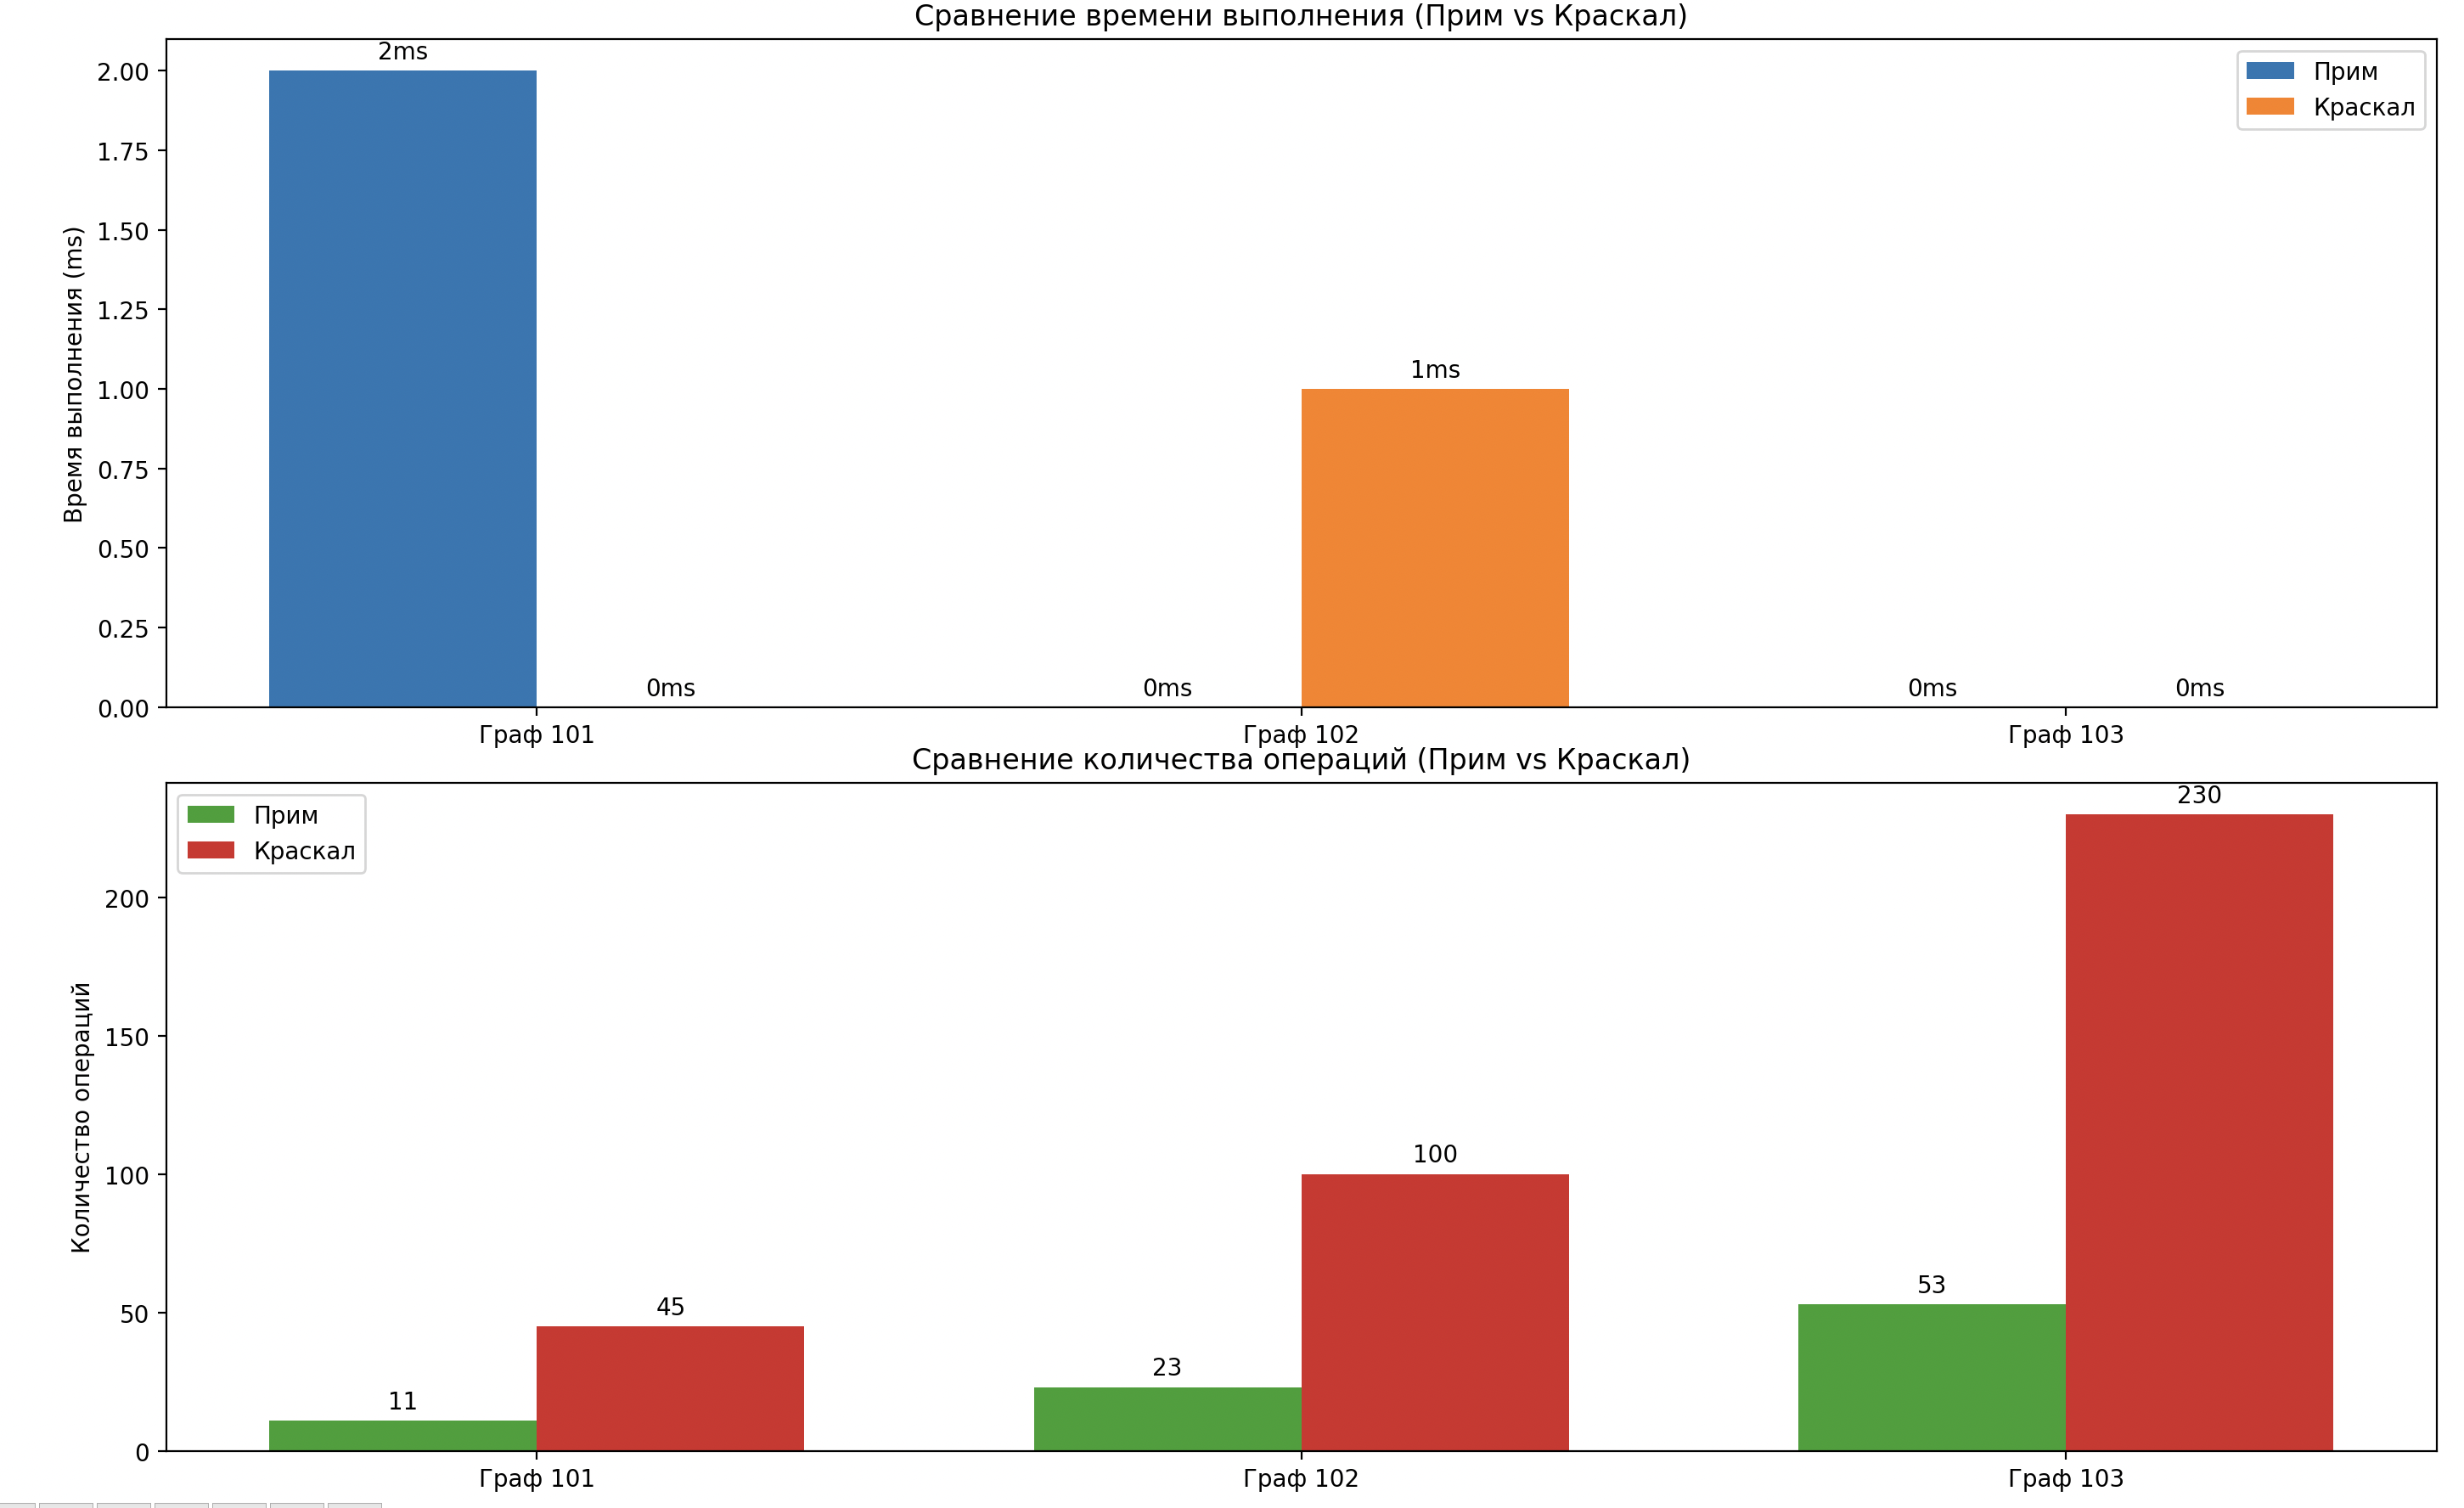 Сравнение времени выполнения (Прим vs Краскал)
2ms
Прим
Краскал
2.00
1.75
1.50
1.25
1.00
0.75
0.50
0.25
0.00
Время выполнения (ms)
0ms
0ms
1ms
0ms
0ms
Граф 101
Граф 102
Граф 103
Сравнение количества операций (Прим vs Краскал)
Прим
Краскал
200
150
100
50
0
Количество операций
11
45
23
100
53
230
Граф 101
Граф 102
Граф 103